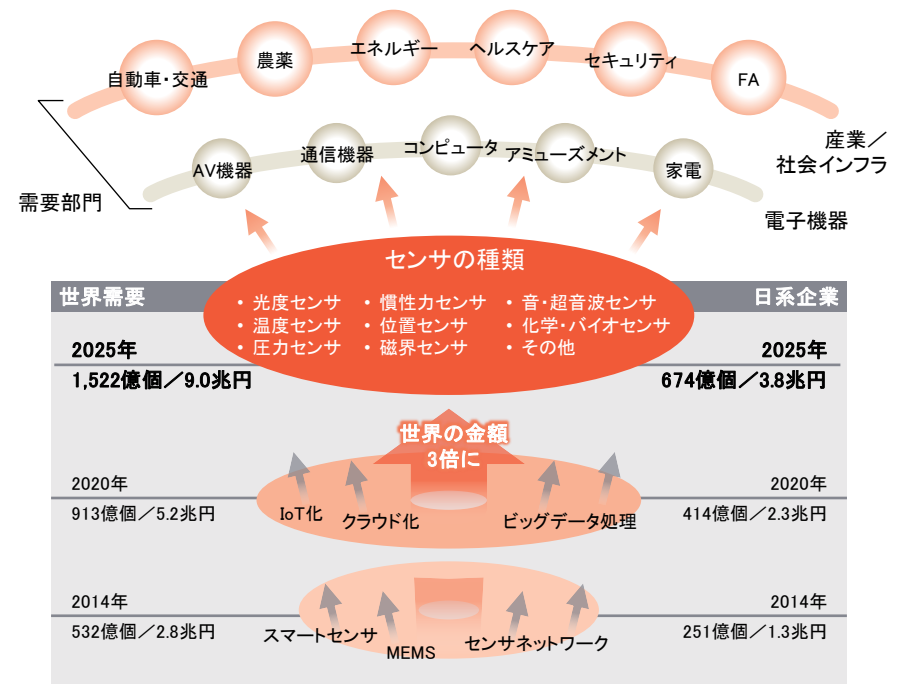 自動車・交通
農薬
エネルギー
ヘルスケア
セキュリティ
FA
産業／
社会インフラ
AV機器
通信機器
コンピュータ
アミューズメント
家電
電子機器
需要部門
センサの種類
・光度センサ ・慣性力センサ ・音・超音波センサ
・温度センサ ・位置センサ ・化学・バイオセンサ
・圧力センサ ・磁界センサ ・その他
世界需要
日系企業
2025年
1,522億個／9.0兆円
2025年
674億個／3.8兆円
世界の金額
3倍に
2020年
913億個／5.2兆円
IoT化
クラウド化
ビッグデータ処理
2020年
414億個／2.3兆円
2014年
532億個／2.8兆円
スマートセンサ
MEMS
センサネットワーク
2014年
251億個／1.3兆円